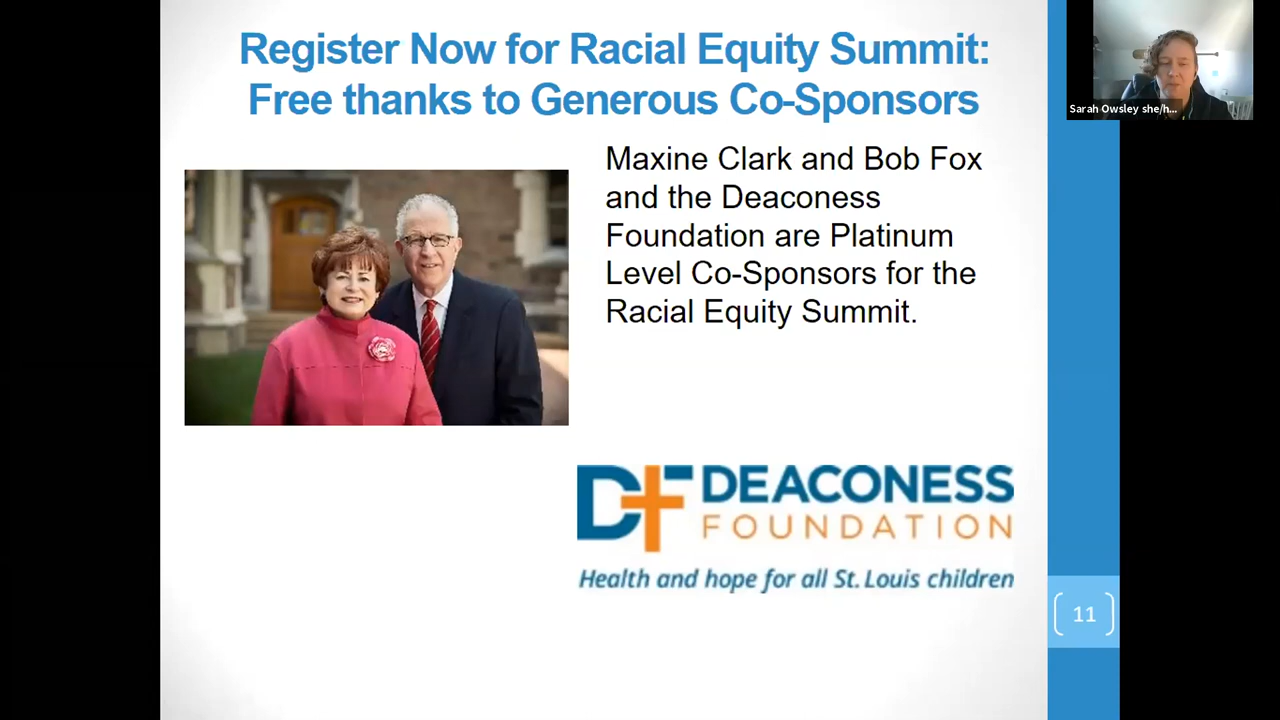 Register Now for Racial Equity Summit:
Free thanks to Generous Co-Sponsors
Sarah Owsley she/h...
Maxine Clark and Bob Fox
and the Deaconess
Foundation are Platinum
Level Co-Sponsors for the
Racial Equity Summit.
DF DEACONESS
FOUNDATION
Health and hope for all St. Louis children
11